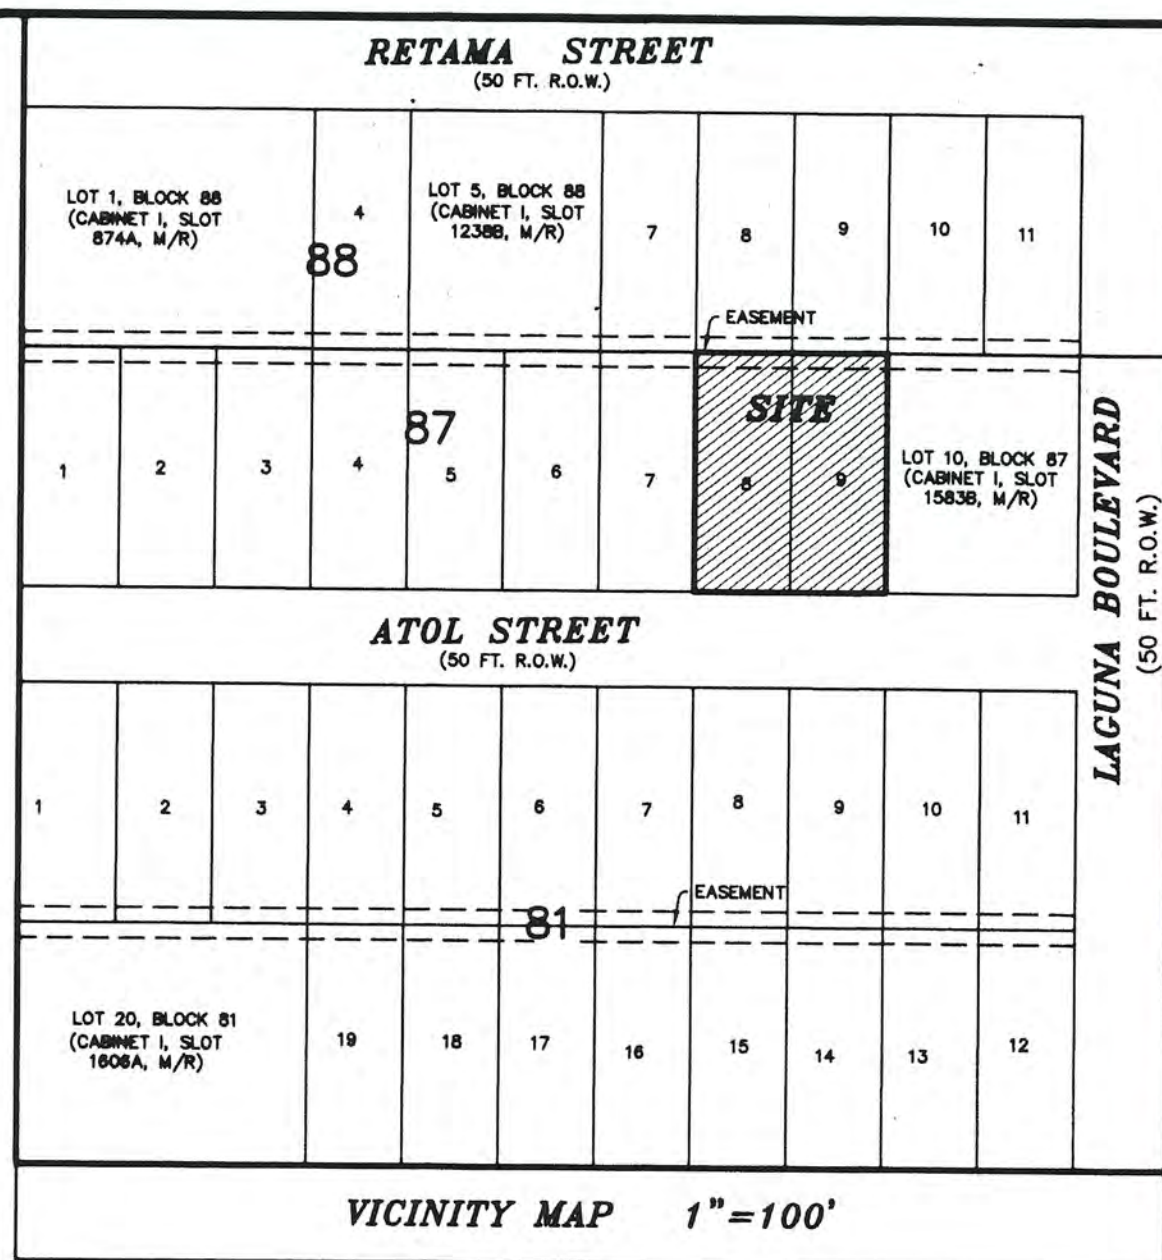 RETAMA STREET
(50 FT. R.O.W.)
LOT 1, BLOCK 88
(CABINET I, SLOT
874A, M/R)
4
LOT 5, BLOCK 88
(CABINET I, SLOT
1238B, M/R)
7
8
9
10
11
88
EASEMENT
87
SITE
1
2
3
4
5
6
7
8
9
LOT 10, BLOCK 87
(CABINET I, SLOT
1583B, M/R)
LAGUNA BOULEVARD
(50 FT. R.O.W.)
ATOL STREET
(50 FT. R.O.W.)
1
2
3
4
5
6
7
8
9
10
11
EASEMENT
81
LOT 20, BLOCK 81
(CABINET I, SLOT
1606A, M/R)
19
18
17
16
15
14
13
12
VICINITY MAP 1"=100'